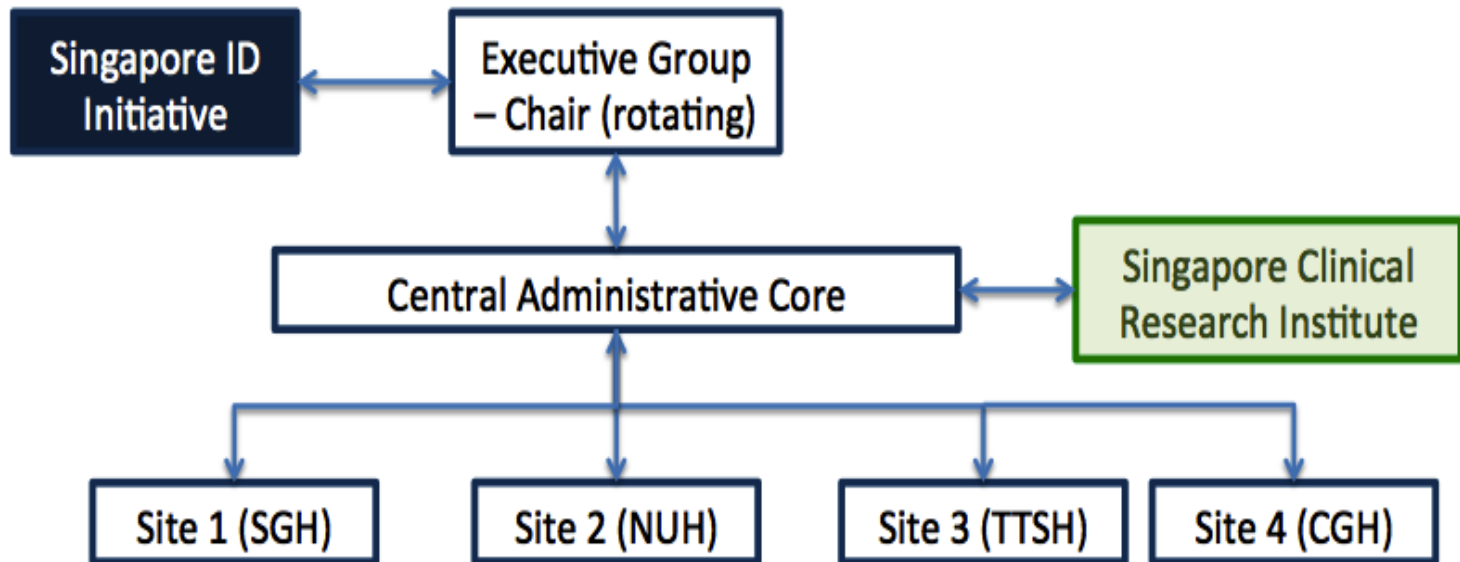 Singapore ID
Initiative
Executive Group
– Chair (rotating)
Central Administrative Core
Singapore Clinical
Research Institute
Site 1 (SGH)
Site 2 (NUH)
Site 3 (TTSH)
Site 4 (CGH)